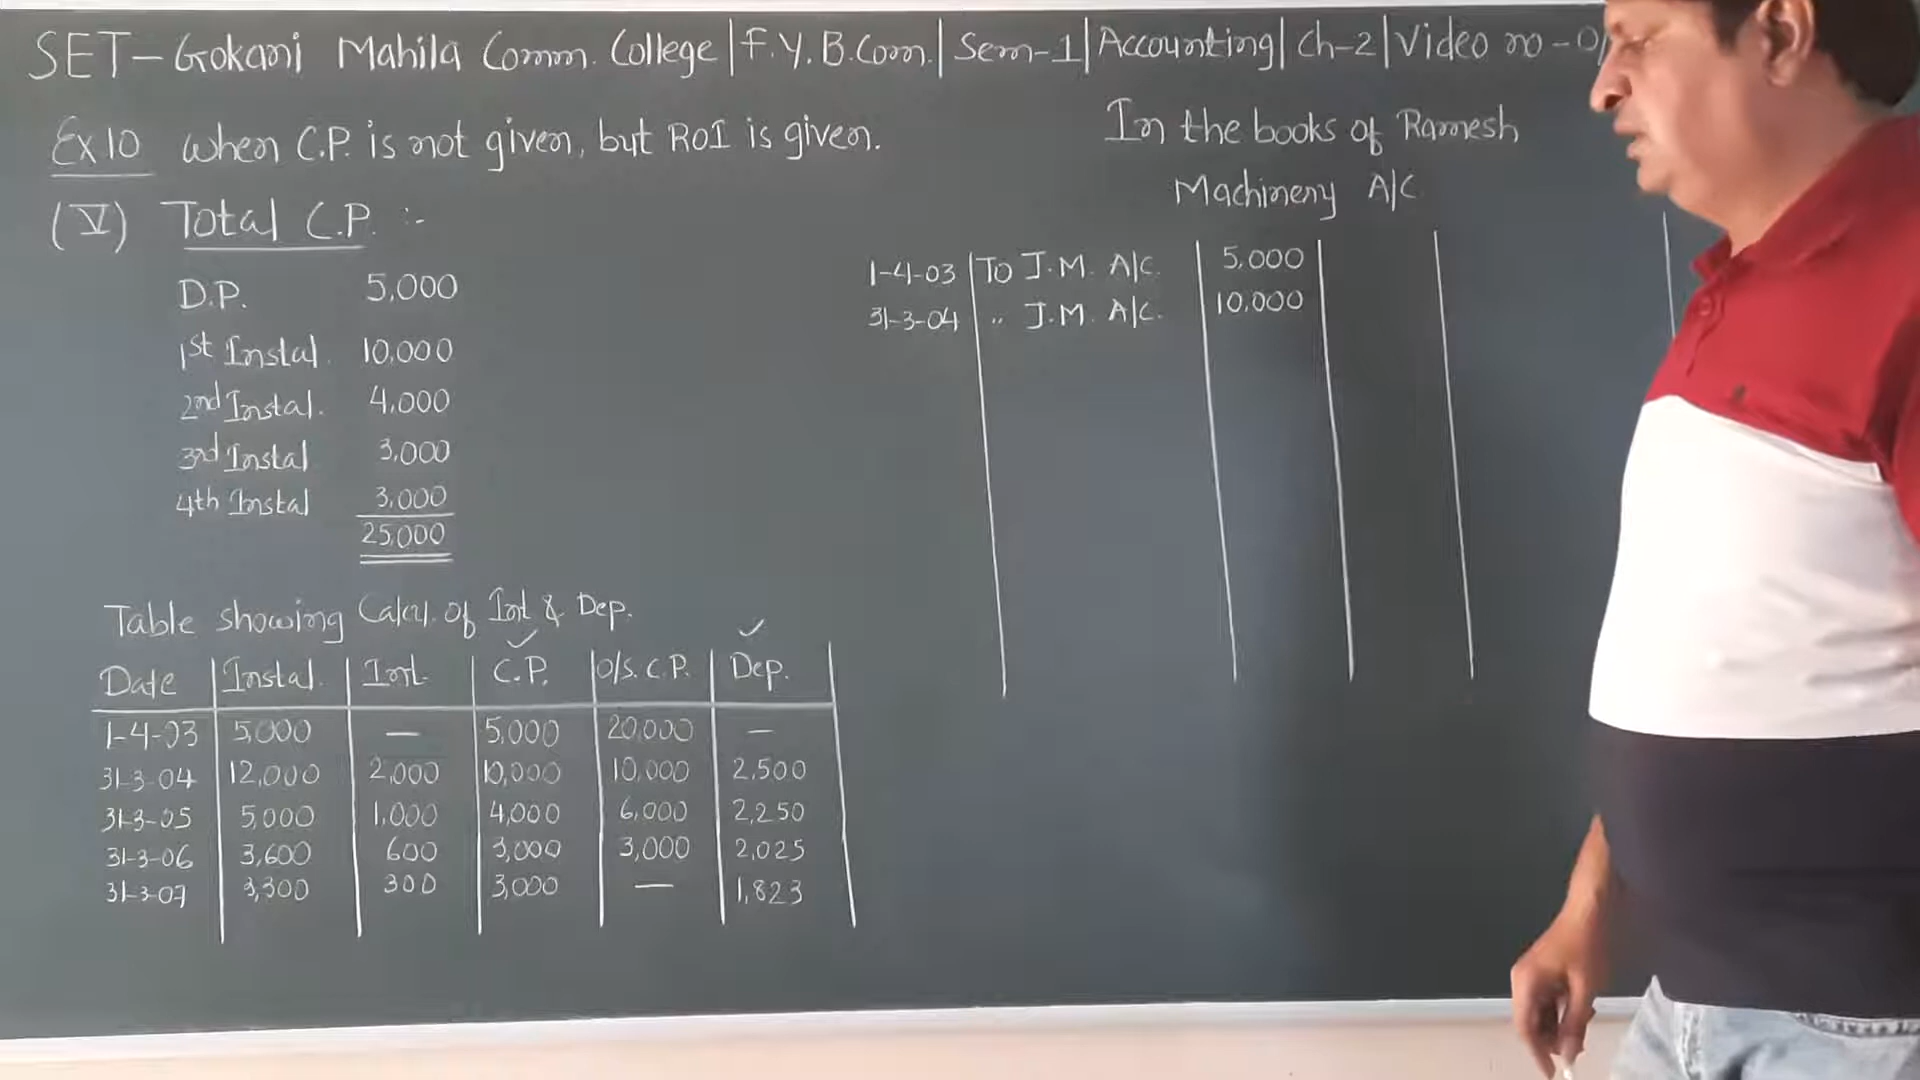 SET-Gokani Mahila Comm. College|F.Y.B.Com.|Sem-1|Accounting|Ch-2|Video no-0
Ex 10 When C.P. is not given, but RoI is given.
(V) Total C.P. :-
D.P. 5,000
1st Instal. 10,000
2nd Instal. 4,000
3rd Instal 3,000
4th Instal 3,000
25,000
Table showing Calcu. of Int & Dep.
Date Instal. Int. C.P. O/S. C.P. Dep.
1-4-03 5,000 — 5,000 20,000 —
31-3-04 12,000 2,000 10,000 10,000 2,500
31-3-05 5,000 1,000 4,000 6,000 2,250
31-3-06 3,600 600 3,000 3,000 2,025
31-3-07 3,300 300 3,000 — 1,823
In the books of Ramesh
Machinery A/C
1-4-03 To J.M. A/C. 5,000
31-3-04 " J.M. A/C. 10,000